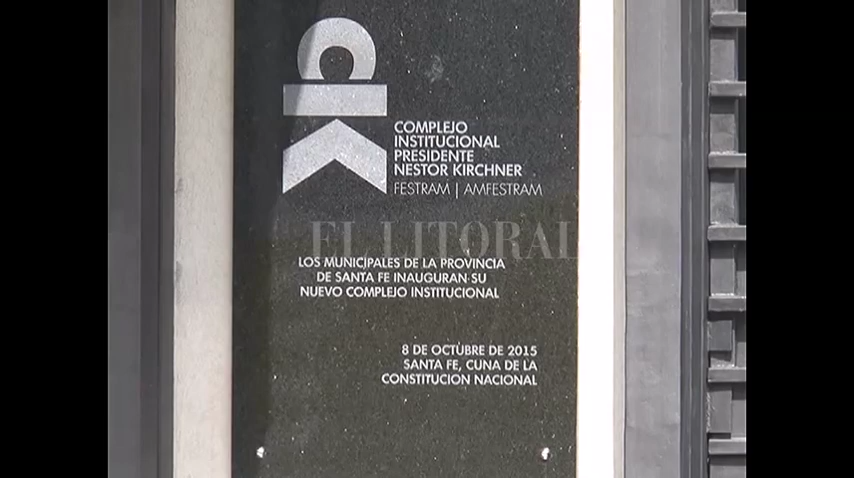 COMPLEJO
INSTITUCIONAL
PRESIDENTE
NESTOR KIRCHNER
FESTRAM | AMFESTRAM
EL LITORAL
LOS MUNICIPALES DE LA PROVINCIA
DE SANTA FE INAUGURAN SU
NUEVO COMPLEJO INSTITUCIONAL
8 DE OCTUBRE DE 2015
SANTA FE, CUNA DE LA
CONSTITUCION NACIONAL